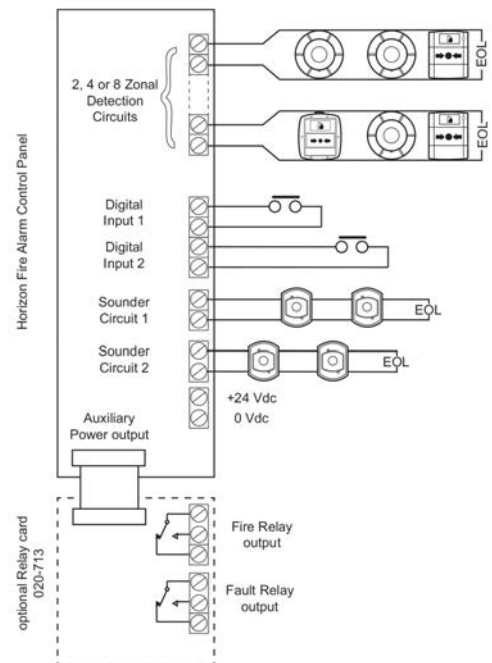 Horizon Fire Alarm Control Panel
2, 4 or 8 Zonal
Detection
Circuits
EOL
EOL
Digital
Input 1
Digital
Input 2
Sounder
Circuit 1
EOL
Sounder
Circuit 2
EOL
+24 Vdc
0 Vdc
Auxiliary
Power output
optional Relay card
020-713
Fire Relay
output
Fault Relay
output